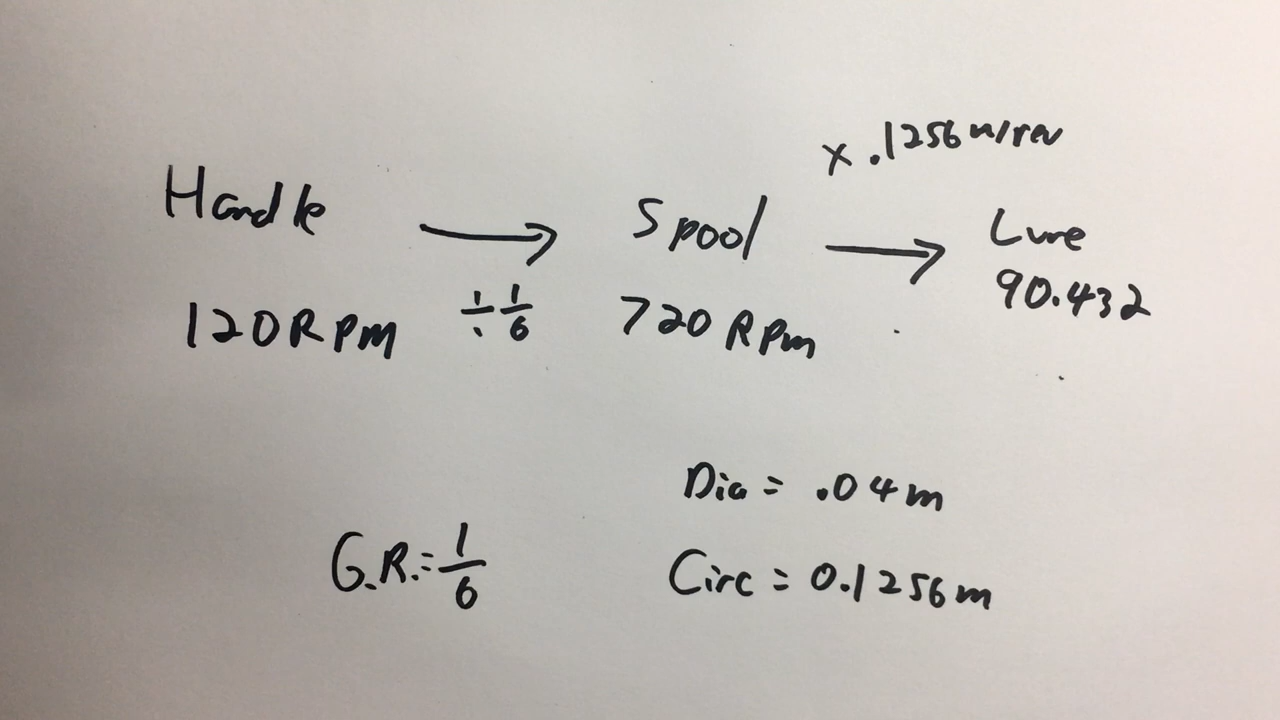 x .1256 m/rev
Handle → Spool → Lure
120 RPM ÷ 1/6 720 RPM 90.432
Dia = .04 m
G.R. = 1/6 Circ = 0.1256 m